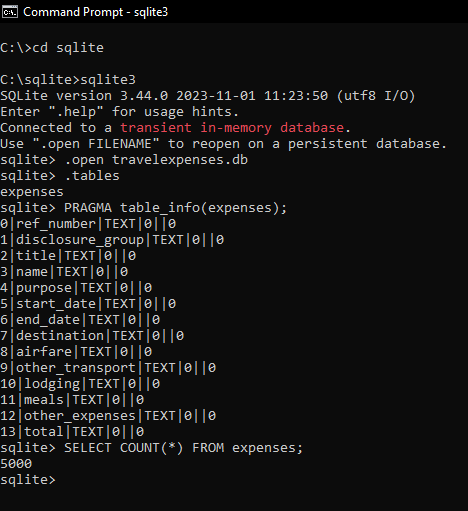 Command Prompt - sqlite3
C:\>cd sqlite
C:\sqlite>sqlite3
SQLite version 3.44.0 2023-11-01 11:23:50 (utf8 I/O)
Enter ".help" for usage hints.
Connected to a transient in-memory database.
Use ".open FILENAME" to reopen on a persistent database.
sqlite> .open travelexpenses.db
sqlite> .tables
expenses
sqlite> PRAGMA table_info(expenses);
0|ref_number|TEXT|0||0
1|disclosure_group|TEXT|0||0
2|title|TEXT|0||0
3|name|TEXT|0||0
4|purpose|TEXT|0||0
5|start_date|TEXT|0||0
6|end_date|TEXT|0||0
7|destination|TEXT|0||0
8|airfare|TEXT|0||0
9|other_transport|TEXT|0||0
10|lodging|TEXT|0||0
11|meals|TEXT|0||0
12|other_expenses|TEXT|0||0
13|total|TEXT|0||0
sqlite> SELECT COUNT(*) FROM expenses;
5000
sqlite>